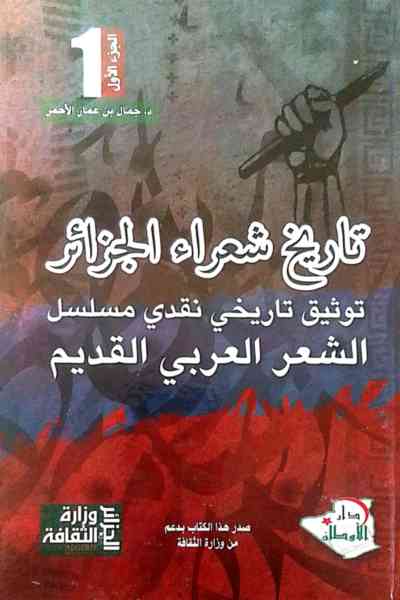 الجزء الأول
1
د. جمال بن عمار الأحمر
تاريخ شعراء الجزائر
توثيق تاريخي نقدي مسلسل
الشعر العربي القديم
صدر هذا الكتاب بدعم
من وزارة الثقافة
وزارة
الثقافة
الجزائر
دار
الأوطان